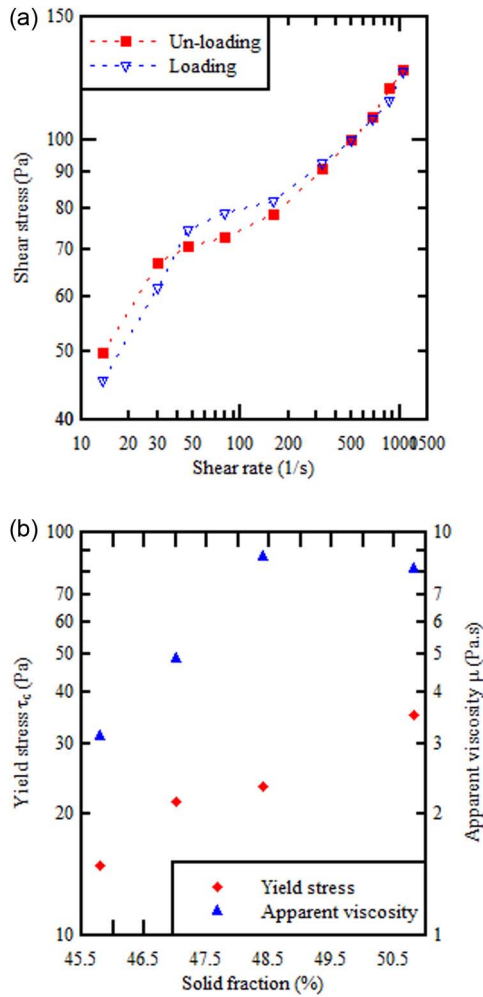 (a)
150
Un-loading
Loading
100
90
80
70
60
50
40
Shear stress (Pa)
10 20 30 50 100 200 500 1000 1500
Shear rate (1/s)
(b)
100
80
70
60
50
40
30
20
10
Yield stress τc (Pa)
10
8
7
6
5
4
3
2
1
Apparent viscosity μ (Pa.s)
Yield stress
Apparent viscosity
45.5 46.5 47.5 48.5 49.5 50.5
Solid fraction (%)